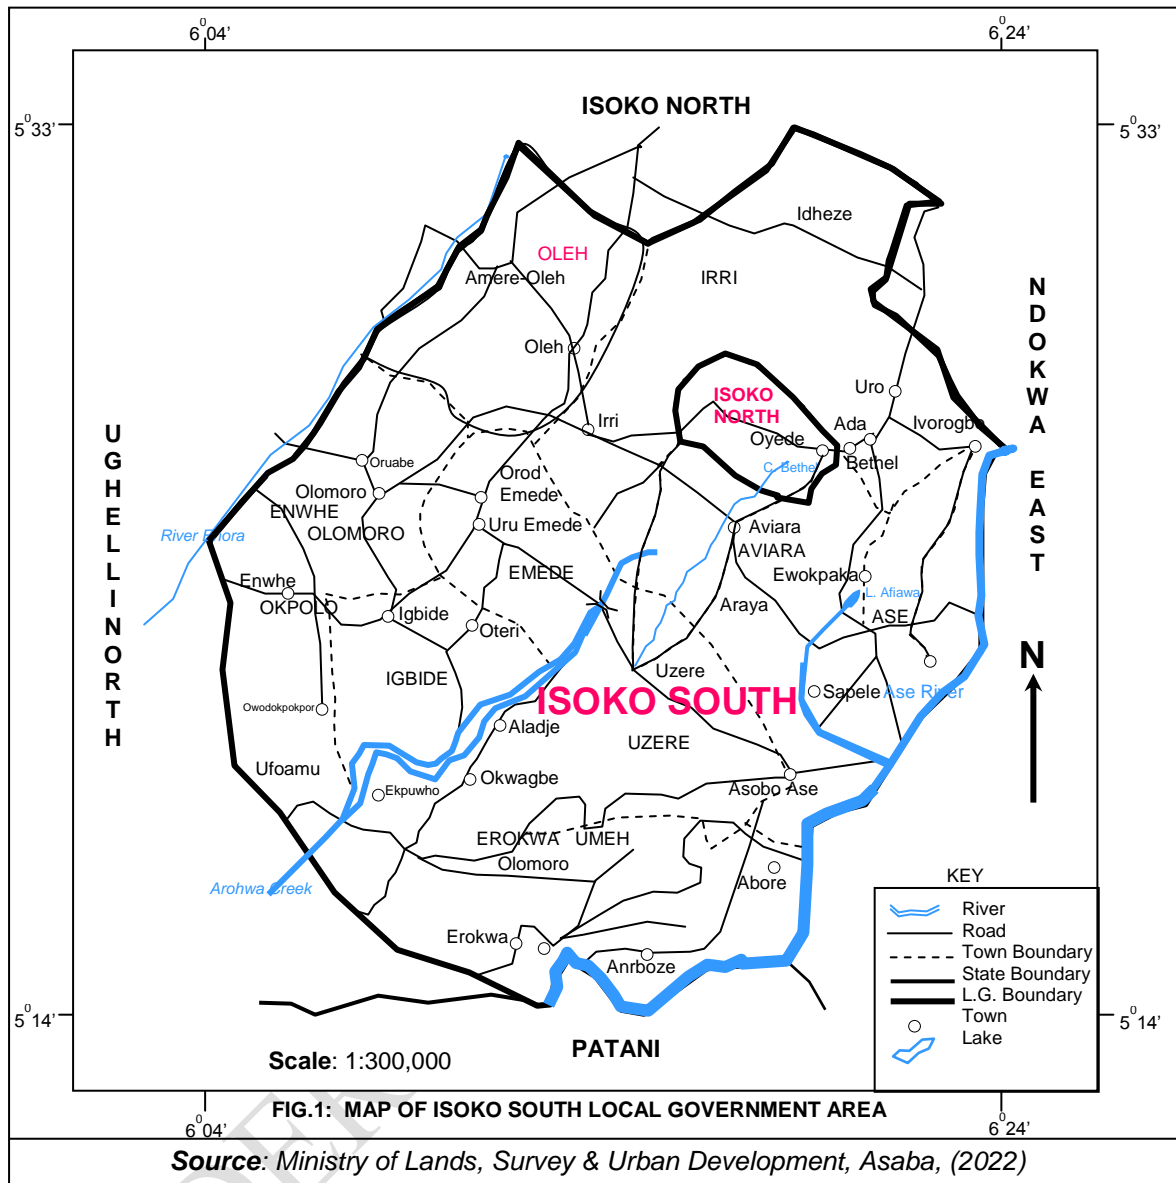 6⁰04’
6⁰24’
ISOKO NORTH
5⁰33’
5⁰33’
Idheze
OLEH
Amere-Oleh
IRRI
NDOKWA EAST
Oleh
Uro
ISOKO
NORTH
Irri
Ada
Ivorogbo
UGHELLI NORTH
Oyede
Bethel
Oruabe
C. Bethel
Orod
Emede
Olomoro
ENWHE
OLOMORO
Uru Emede
Aviara
AVIARA
River Enora
EMEDE
Ewokpaka
Enwhe
OKPOLO
L. Afiawa
Araya
ASE
Igbide
Oteri
Uzere
N
IGBIDE
ISOKO SOUTH
Sapele
Ase River
Owodokpokpor
Aladje
UZERE
Ufoamu
Okwagbe
Asobo Ase
Ekpuwho
EROKWA
UMEH
Olomoro
Abore
Arohwa Creek
KEY
River
Road
Town Boundary
State Boundary
L.G. Boundary
Town
Lake
Erokwa
Anrboze
5⁰14’
5⁰14’
PATANI
Scale: 1:300,000
FIG.1: MAP OF ISOKO SOUTH LOCAL GOVERNMENT AREA
6⁰04’
6⁰24’
Source: Ministry of Lands, Survey & Urban Development, Asaba, (2022)